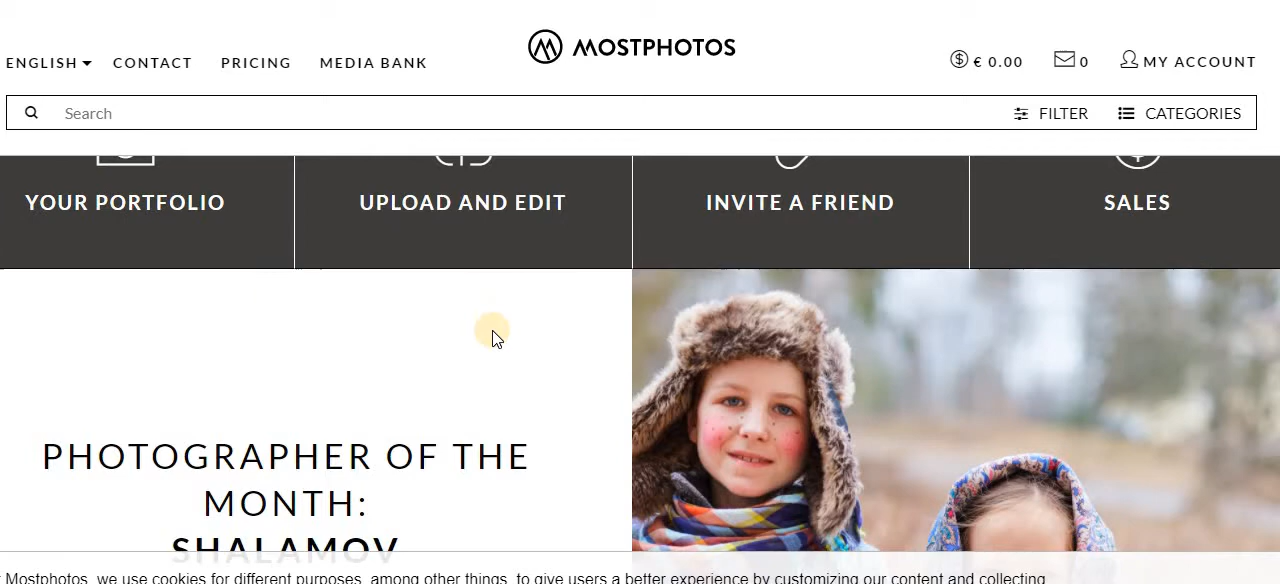 MOSTPHOTOS
ENGLISH CONTACT PRICING MEDIA BANK € 0.00 0 MY ACCOUNT
Search FILTER CATEGORIES
YOUR PORTFOLIO UPLOAD AND EDIT INVITE A FRIEND SALES
PHOTOGRAPHER OF THE
MONTH:
SHALAMOV
Mostphotos, we use cookies for different purposes, among other things, to give users a better experience by customizing our content and collecting